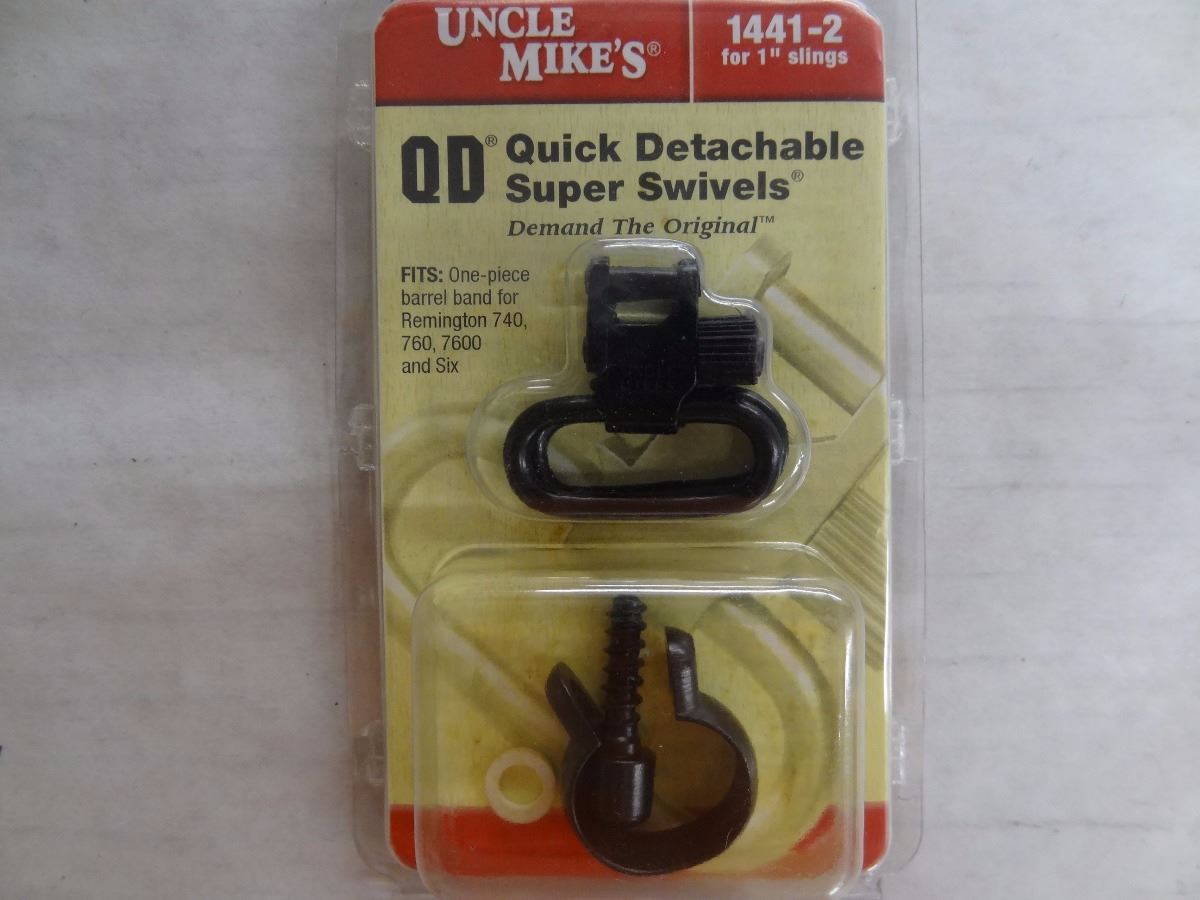 UNCLE
MIKE'S®
1441-2
for 1" slings
QD® Quick Detachable
Super Swivels®
Demand The Original™
FITS: One-piece
barrel band for
Remington 740,
760, 7600
and Six